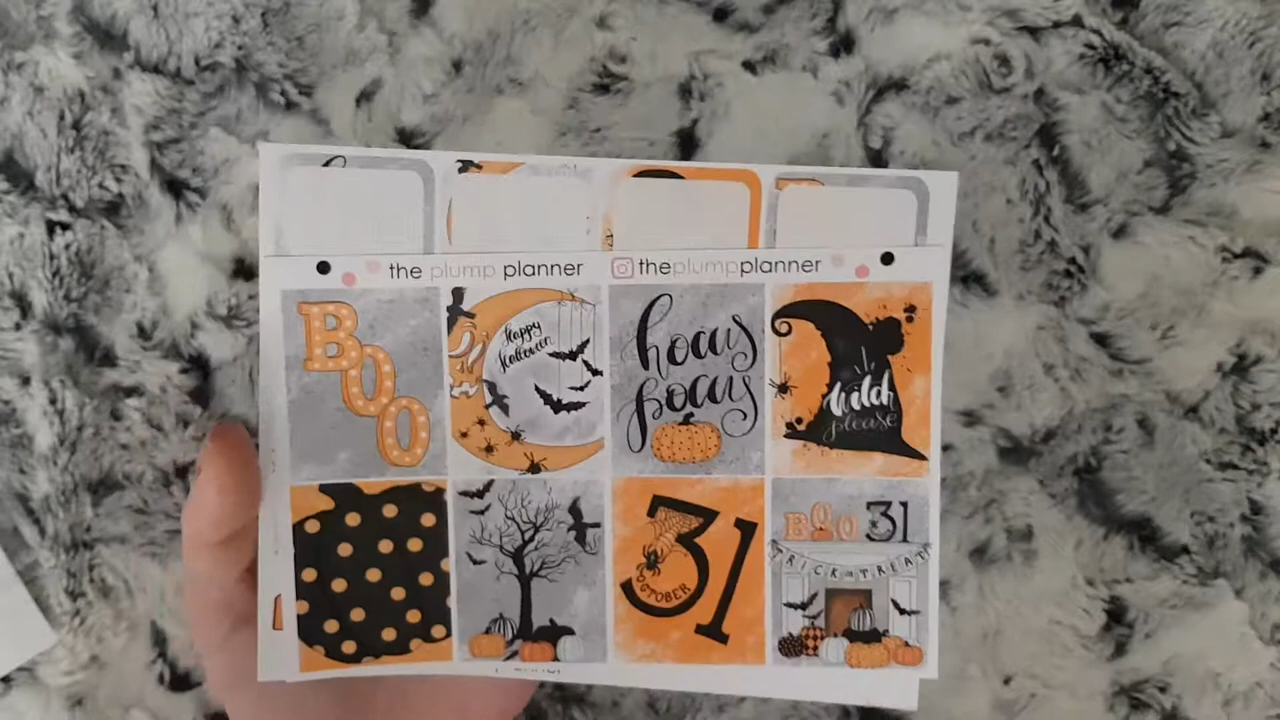 the plump planner
theplumpplanner
BOO
Happy
Halloween
hocus
pocus
witch
please
31
OCTOBER
BOO 31
TRICK or TREAT